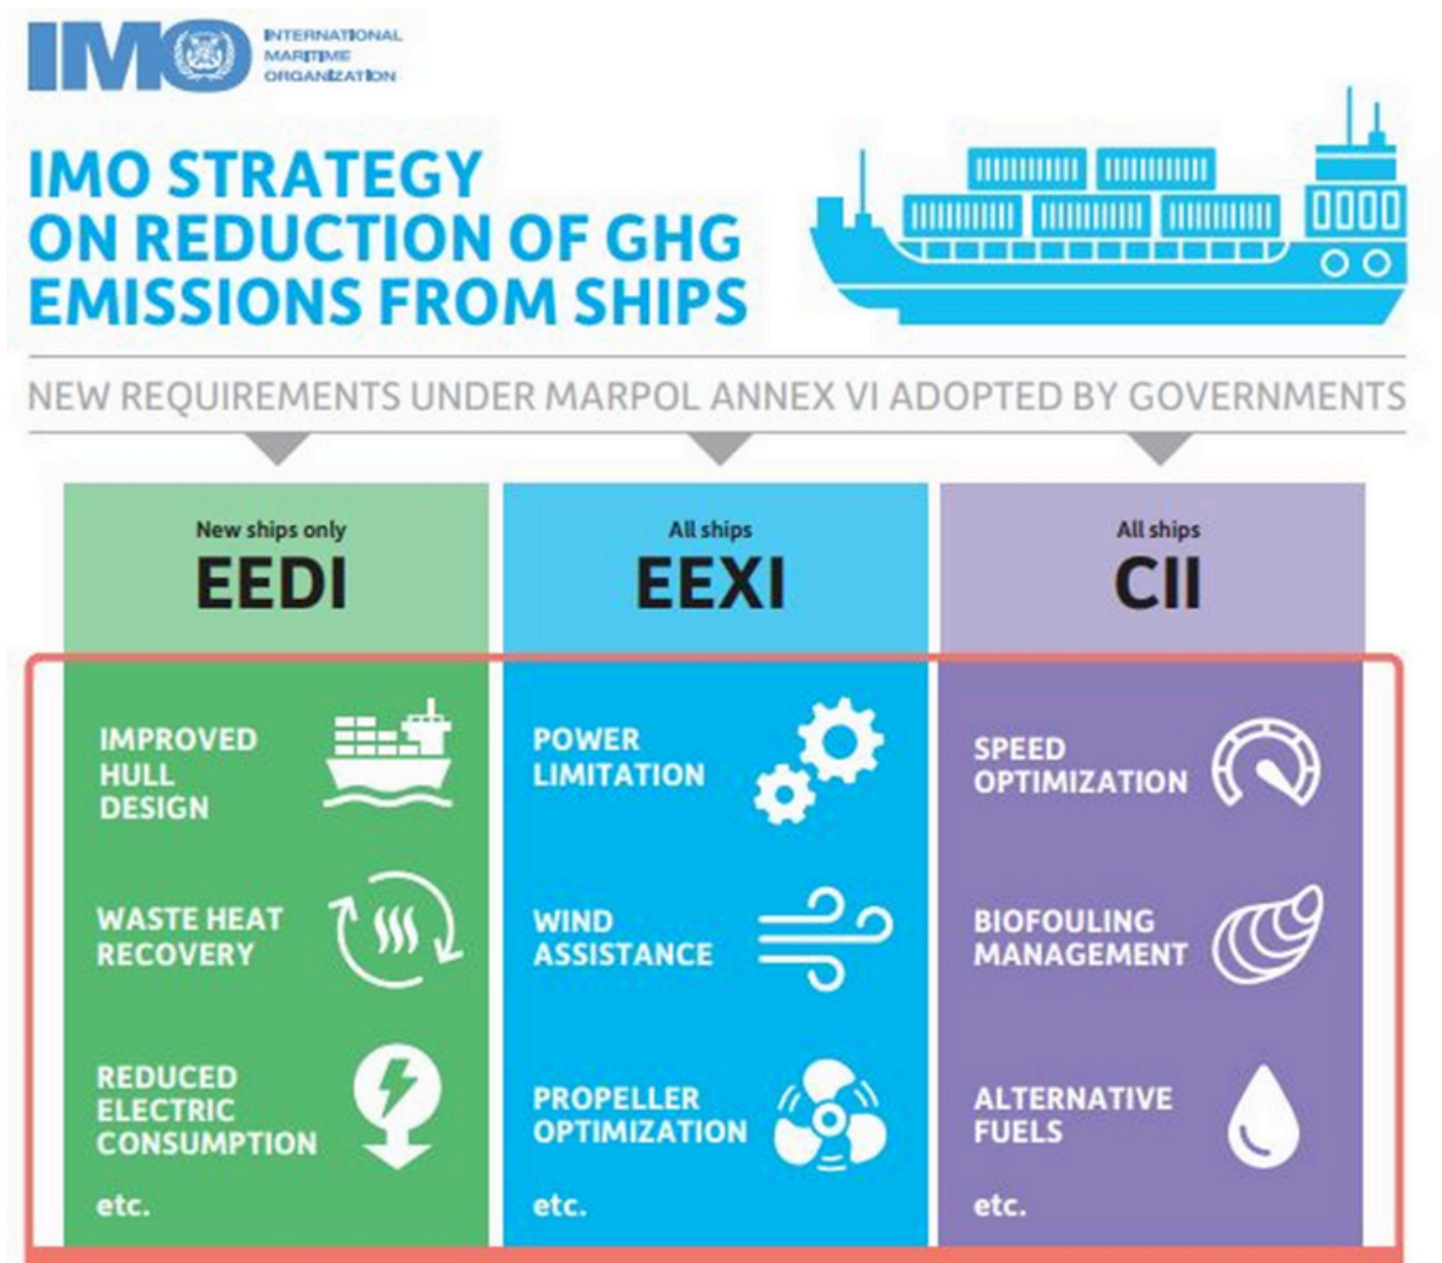 IMO
INTERNATIONAL
MARITIME
ORGANIZATION
IMO STRATEGY
ON REDUCTION OF GHG
EMISSIONS FROM SHIPS
NEW REQUIREMENTS UNDER MARPOL ANNEX VI ADOPTED BY GOVERNMENTS
New ships only
EEDI
IMPROVED
HULL
DESIGN
WASTE HEAT
RECOVERY
REDUCED
ELECTRIC
CONSUMPTION
etc.
All ships
EEXI
POWER
LIMITATION
WIND
ASSISTANCE
PROPELLER
OPTIMIZATION
etc.
All ships
CII
SPEED
OPTIMIZATION
BIOFOULING
MANAGEMENT
ALTERNATIVE
FUELS
etc.